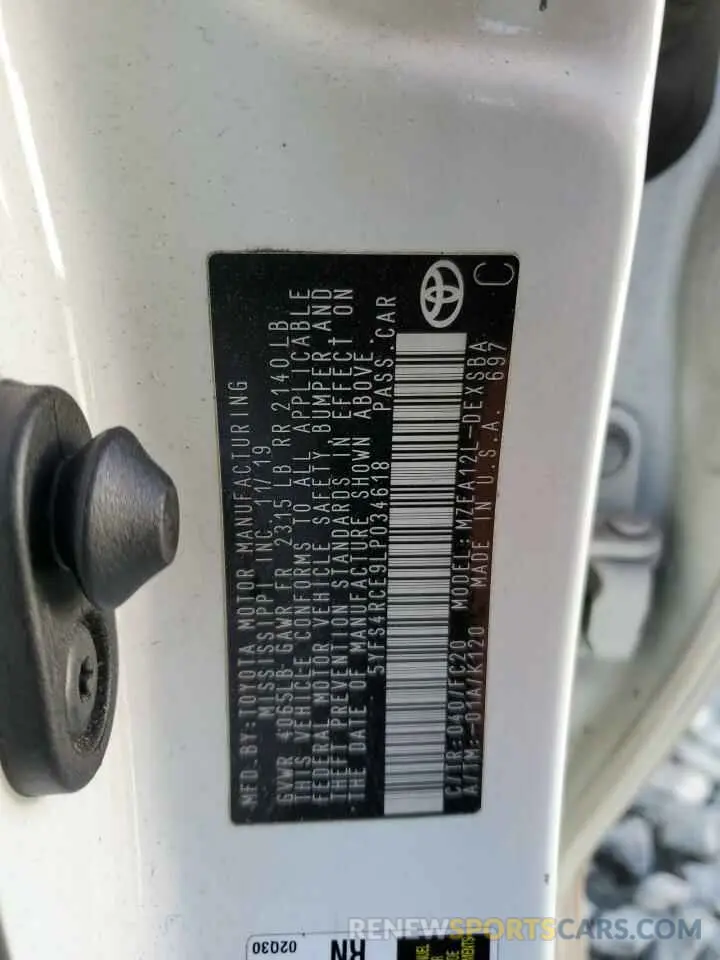 MFD.BY: TOYOTA MOTOR MANUFACTURING
MISSISSIPPI INC. 11/19
GVWR 4065LB GAWR FR 2315 LB RR 2140 LB
THIS VEHICLE CONFORMS TO ALL APPLICABLE
FEDERAL MOTOR VEHICLE SAFETY, BUMPER AND
THEFT PREVENTION STANDARDS IN EFFECT ON
THE DATE OF MANUFACTURE SHOWN ABOVE.
5YFS4RCE9LP034618 PASS.CAR
C/TR:040/FC20 MODEL:MZEA12L-DEXSBA
A/TM:-01A/K120 MADE IN U.S.A. 697
C
02030
RN
RENEWSPORTS-CAR.COM